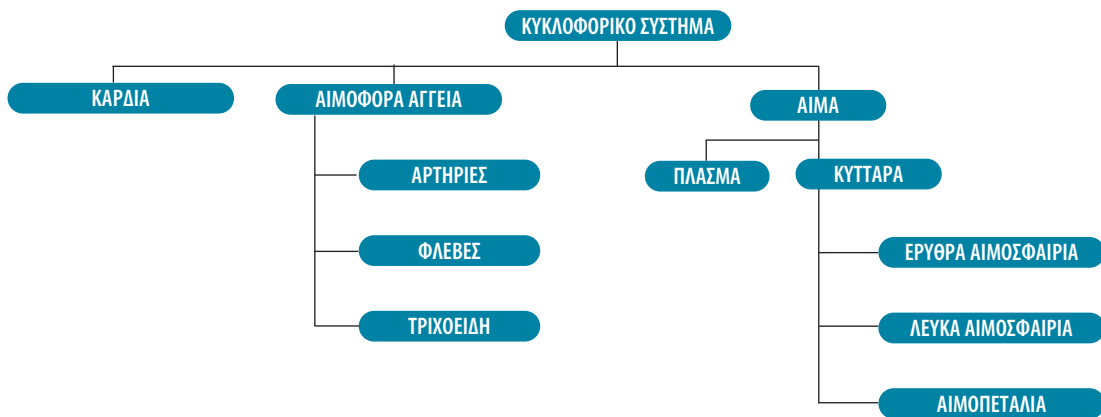 ΚΥΚΛΟΦΟΡΙΚΟ ΣΥΣΤΗΜΑ
ΚΑΡΔΙΑ
ΑΙΜΟΦΟΡΑ ΑΓΓΕΙΑ
ΑΙΜΑ
ΑΡΤΗΡΙΕΣ
ΦΛΕΒΕΣ
ΤΡΙΧΟΕΙΔΗ
ΠΛΑΣΜΑ
ΚΥΤΤΑΡΑ
ΕΡΥΘΡΑ ΑΙΜΟΣΦΑΙΡΙΑ
ΛΕΥΚΑ ΑΙΜΟΣΦΑΙΡΙΑ
ΑΙΜΟΠΕΤΑΛΙΑ